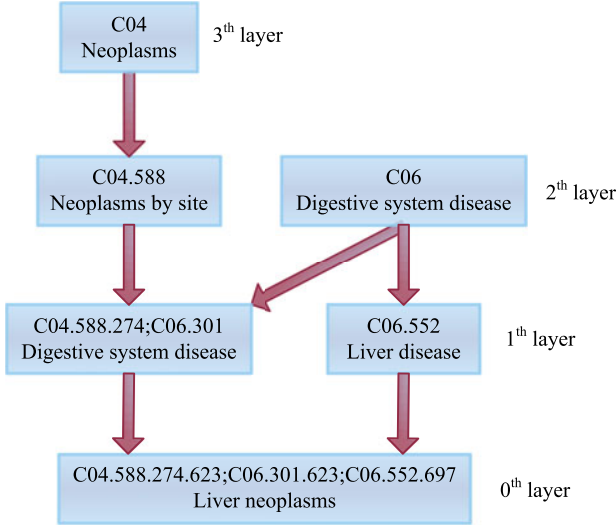 C04
Neoplasms
3th layer
C04.588
Neoplasms by site
C06
Digestive system disease
2th layer
C04.588.274;C06.301
Digestive system disease
C06.552
Liver disease
1th layer
C04.588.274.623;C06.301.623;C06.552.697
Liver neoplasms
0th layer